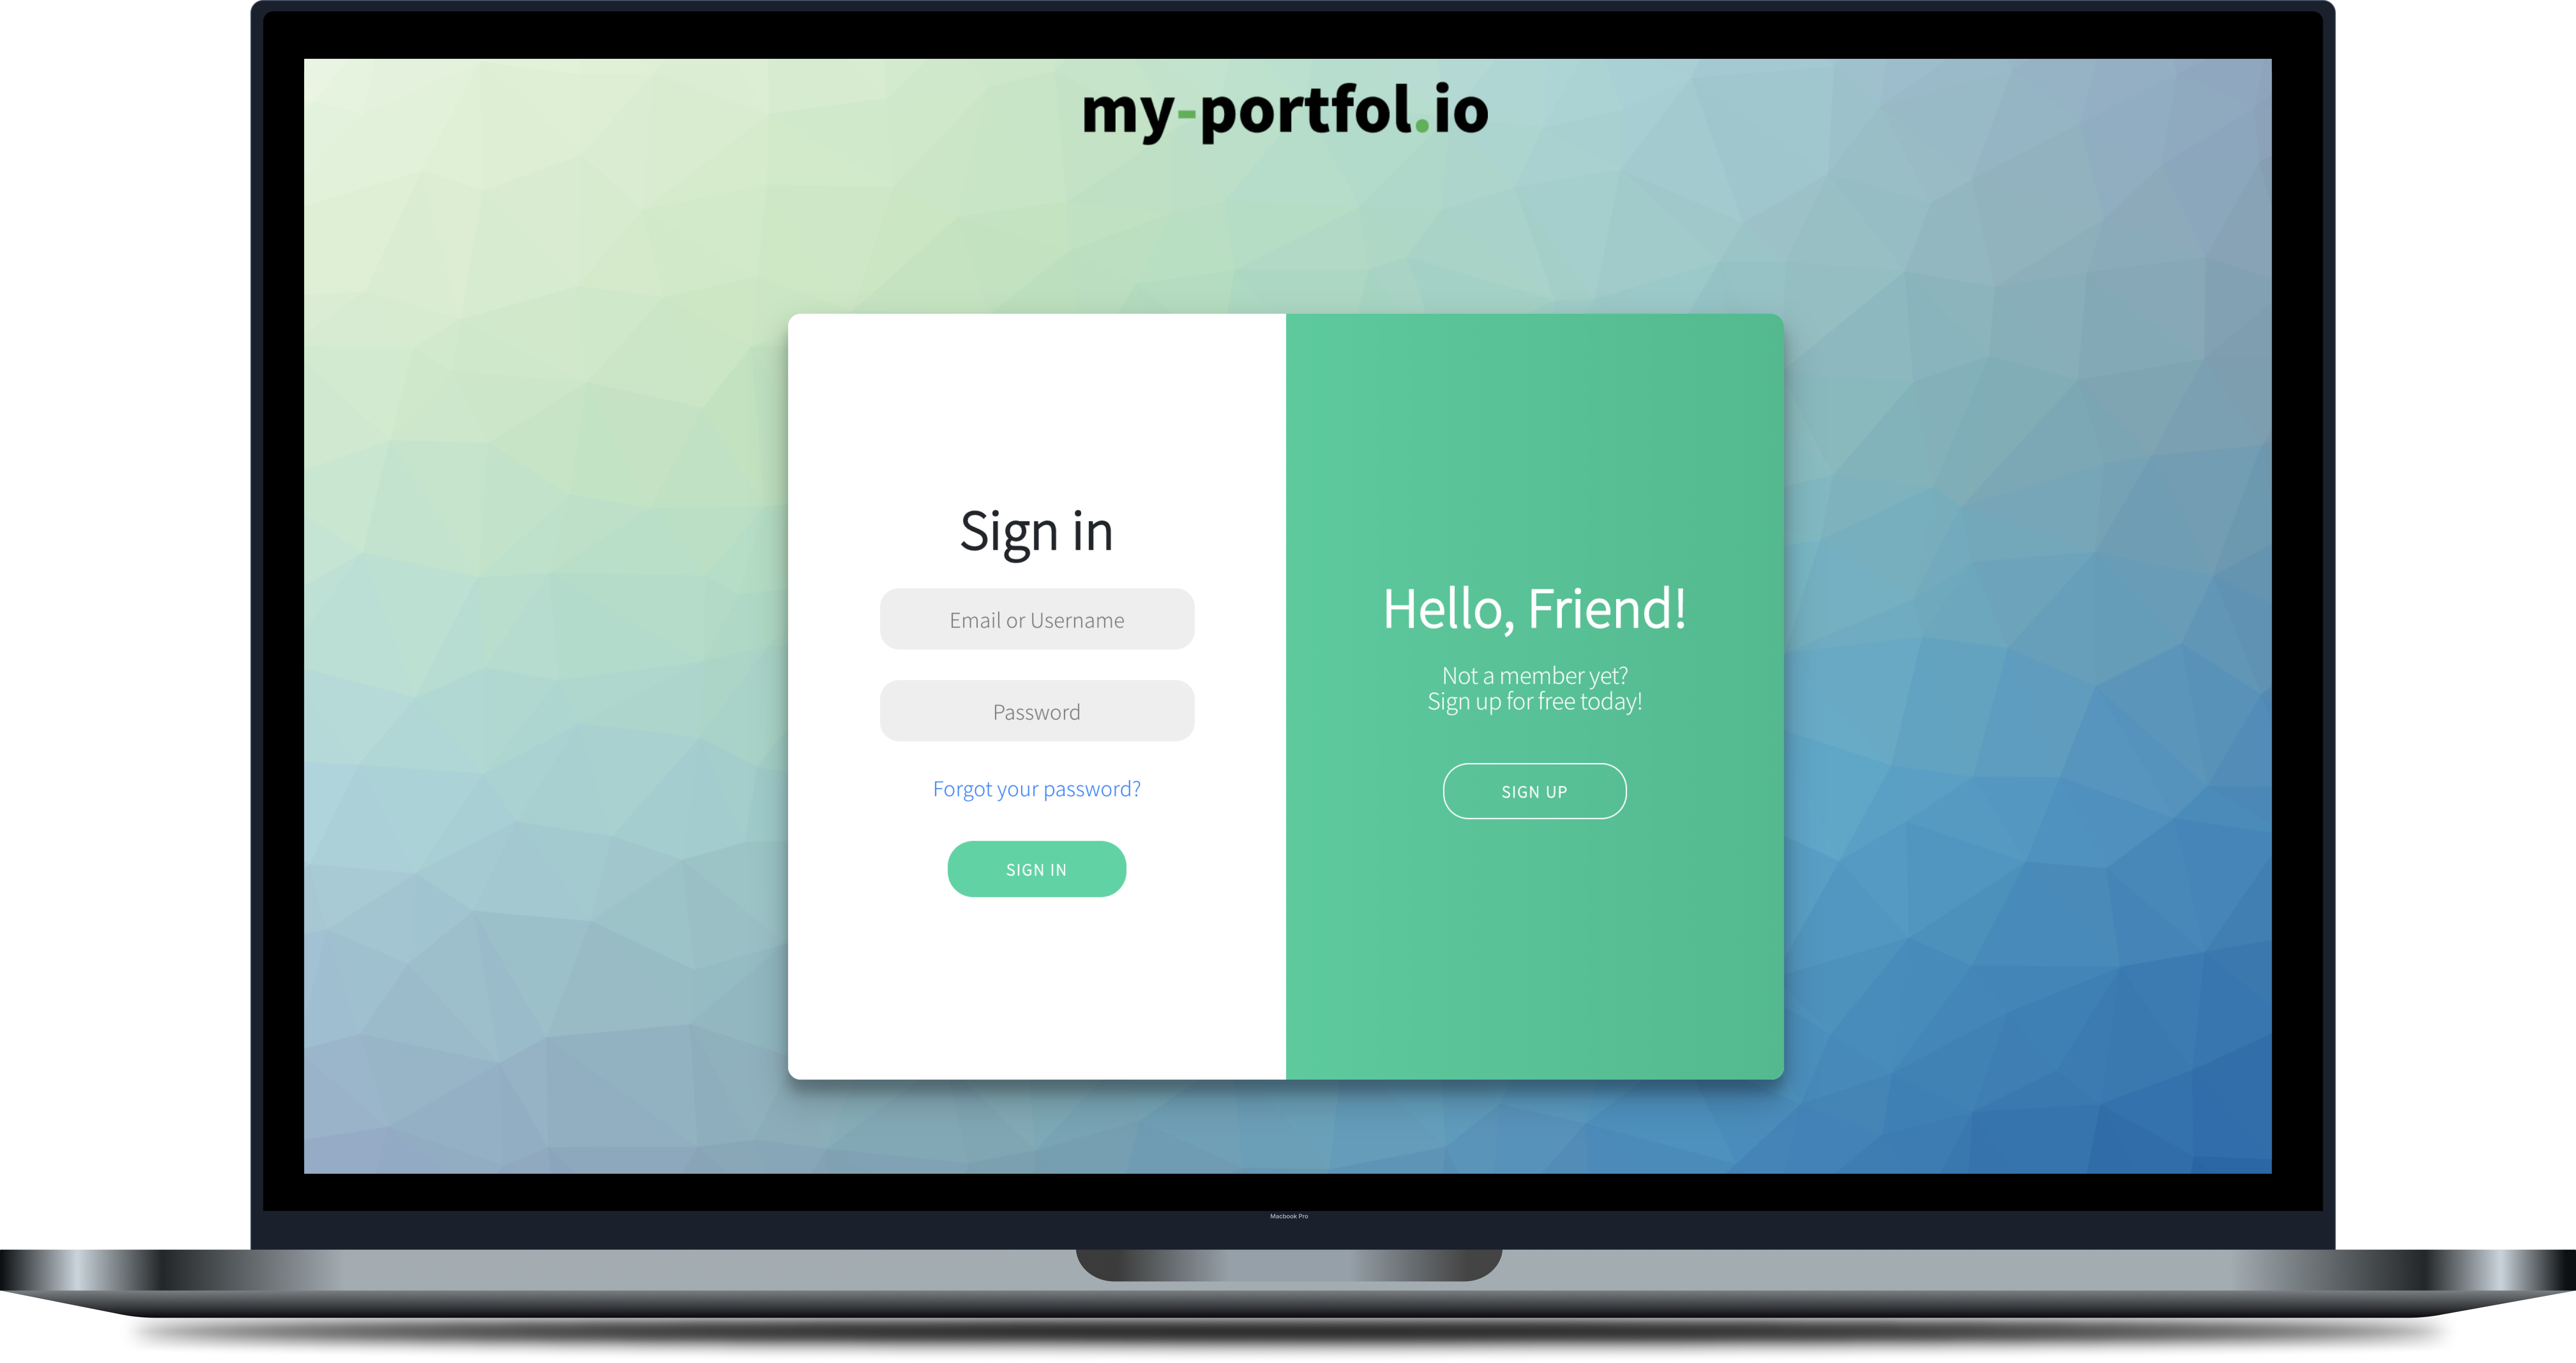 my-portfol.io
Sign in
Email or Username
Password
Forgot your password?
SIGN IN
Hello, Friend!
Not a member yet?
Sign up for free today!
SIGN UP
Macbook Pro